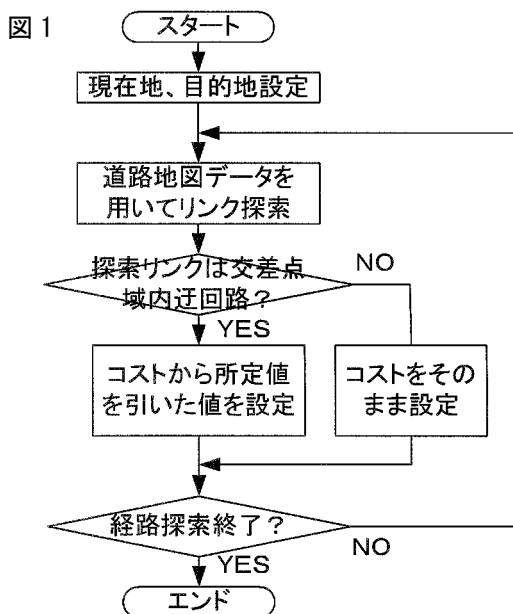 図1
スタート
現在地、目的地設定
道路地図データを
用いてリンク探索
探索リンクは交差点
域内迂回路？
NO
YES
コストから所定値
を引いた値を設定
コストをその
まま設定
経路探索終了？
NO
YES
エンド